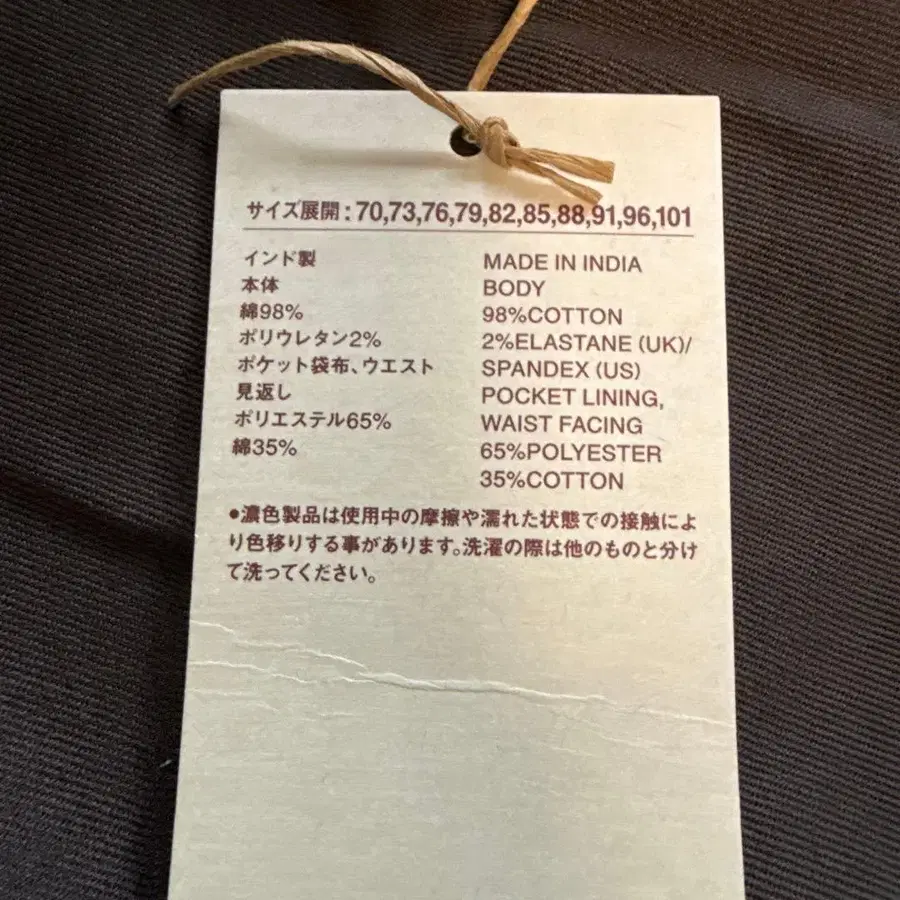 サイズ展開:70,73,76,79,82,85,88,91,96,101
インド製
本体
綿98%
ポリウレタン2%
ポケット袋布、ウエスト
見返し
ポリエステル65%
綿35%
MADE IN INDIA
BODY
98%COTTON
2%ELASTANE (UK)/
SPANDEX (US)
POCKET LINING,
WAIST FACING
65%POLYESTER
35%COTTON
●濃色製品は使用中の摩擦や濡れた状態での接触によ
り色移りする事があります。洗濯の際は他のものと分け
て洗ってください。